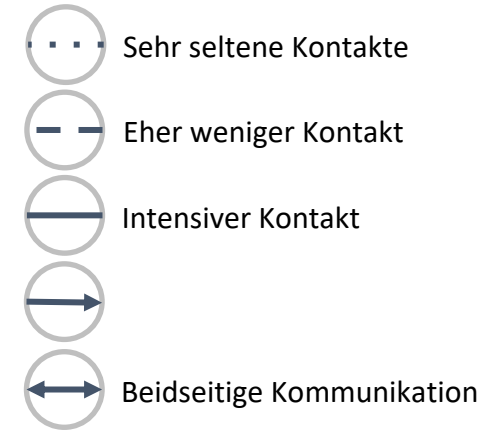 Sehr seltene Kontakte
Eher weniger Kontakt
Intensiver Kontakt
Beidseitige Kommunikation